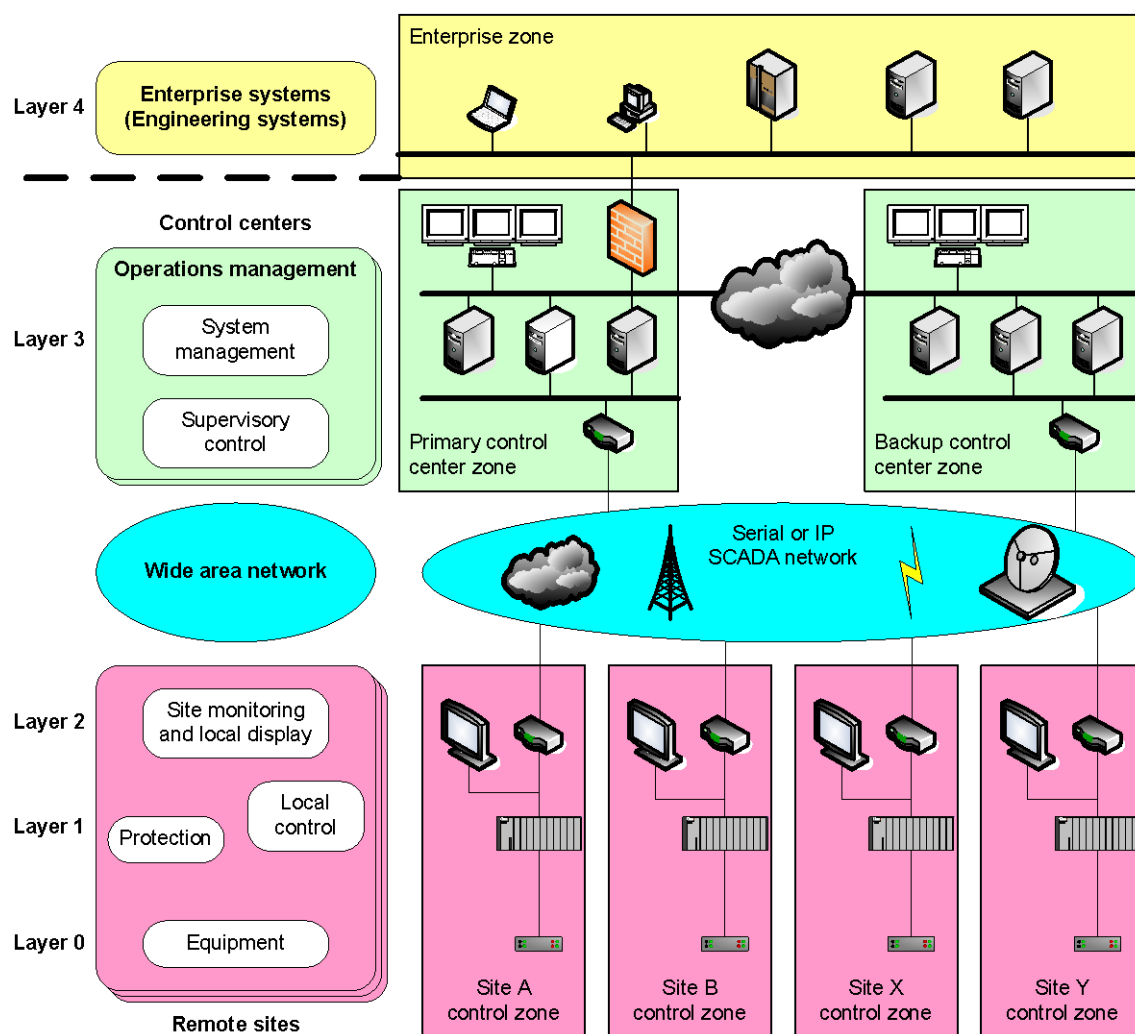 Enterprise zone
Layer 4
Enterprise systems
(Engineering systems)
Control centers
Operations management
Layer 3
System
management
Supervisory
control
Primary control
center zone
Backup control
center zone
Wide area network
Serial or IP
SCADA network
Layer 2
Site monitoring
and local display
Layer 1
Local
control
Protection
Layer 0
Equipment
Remote sites
Site A
control zone
Site B
control zone
Site X
control zone
Site Y
control zone